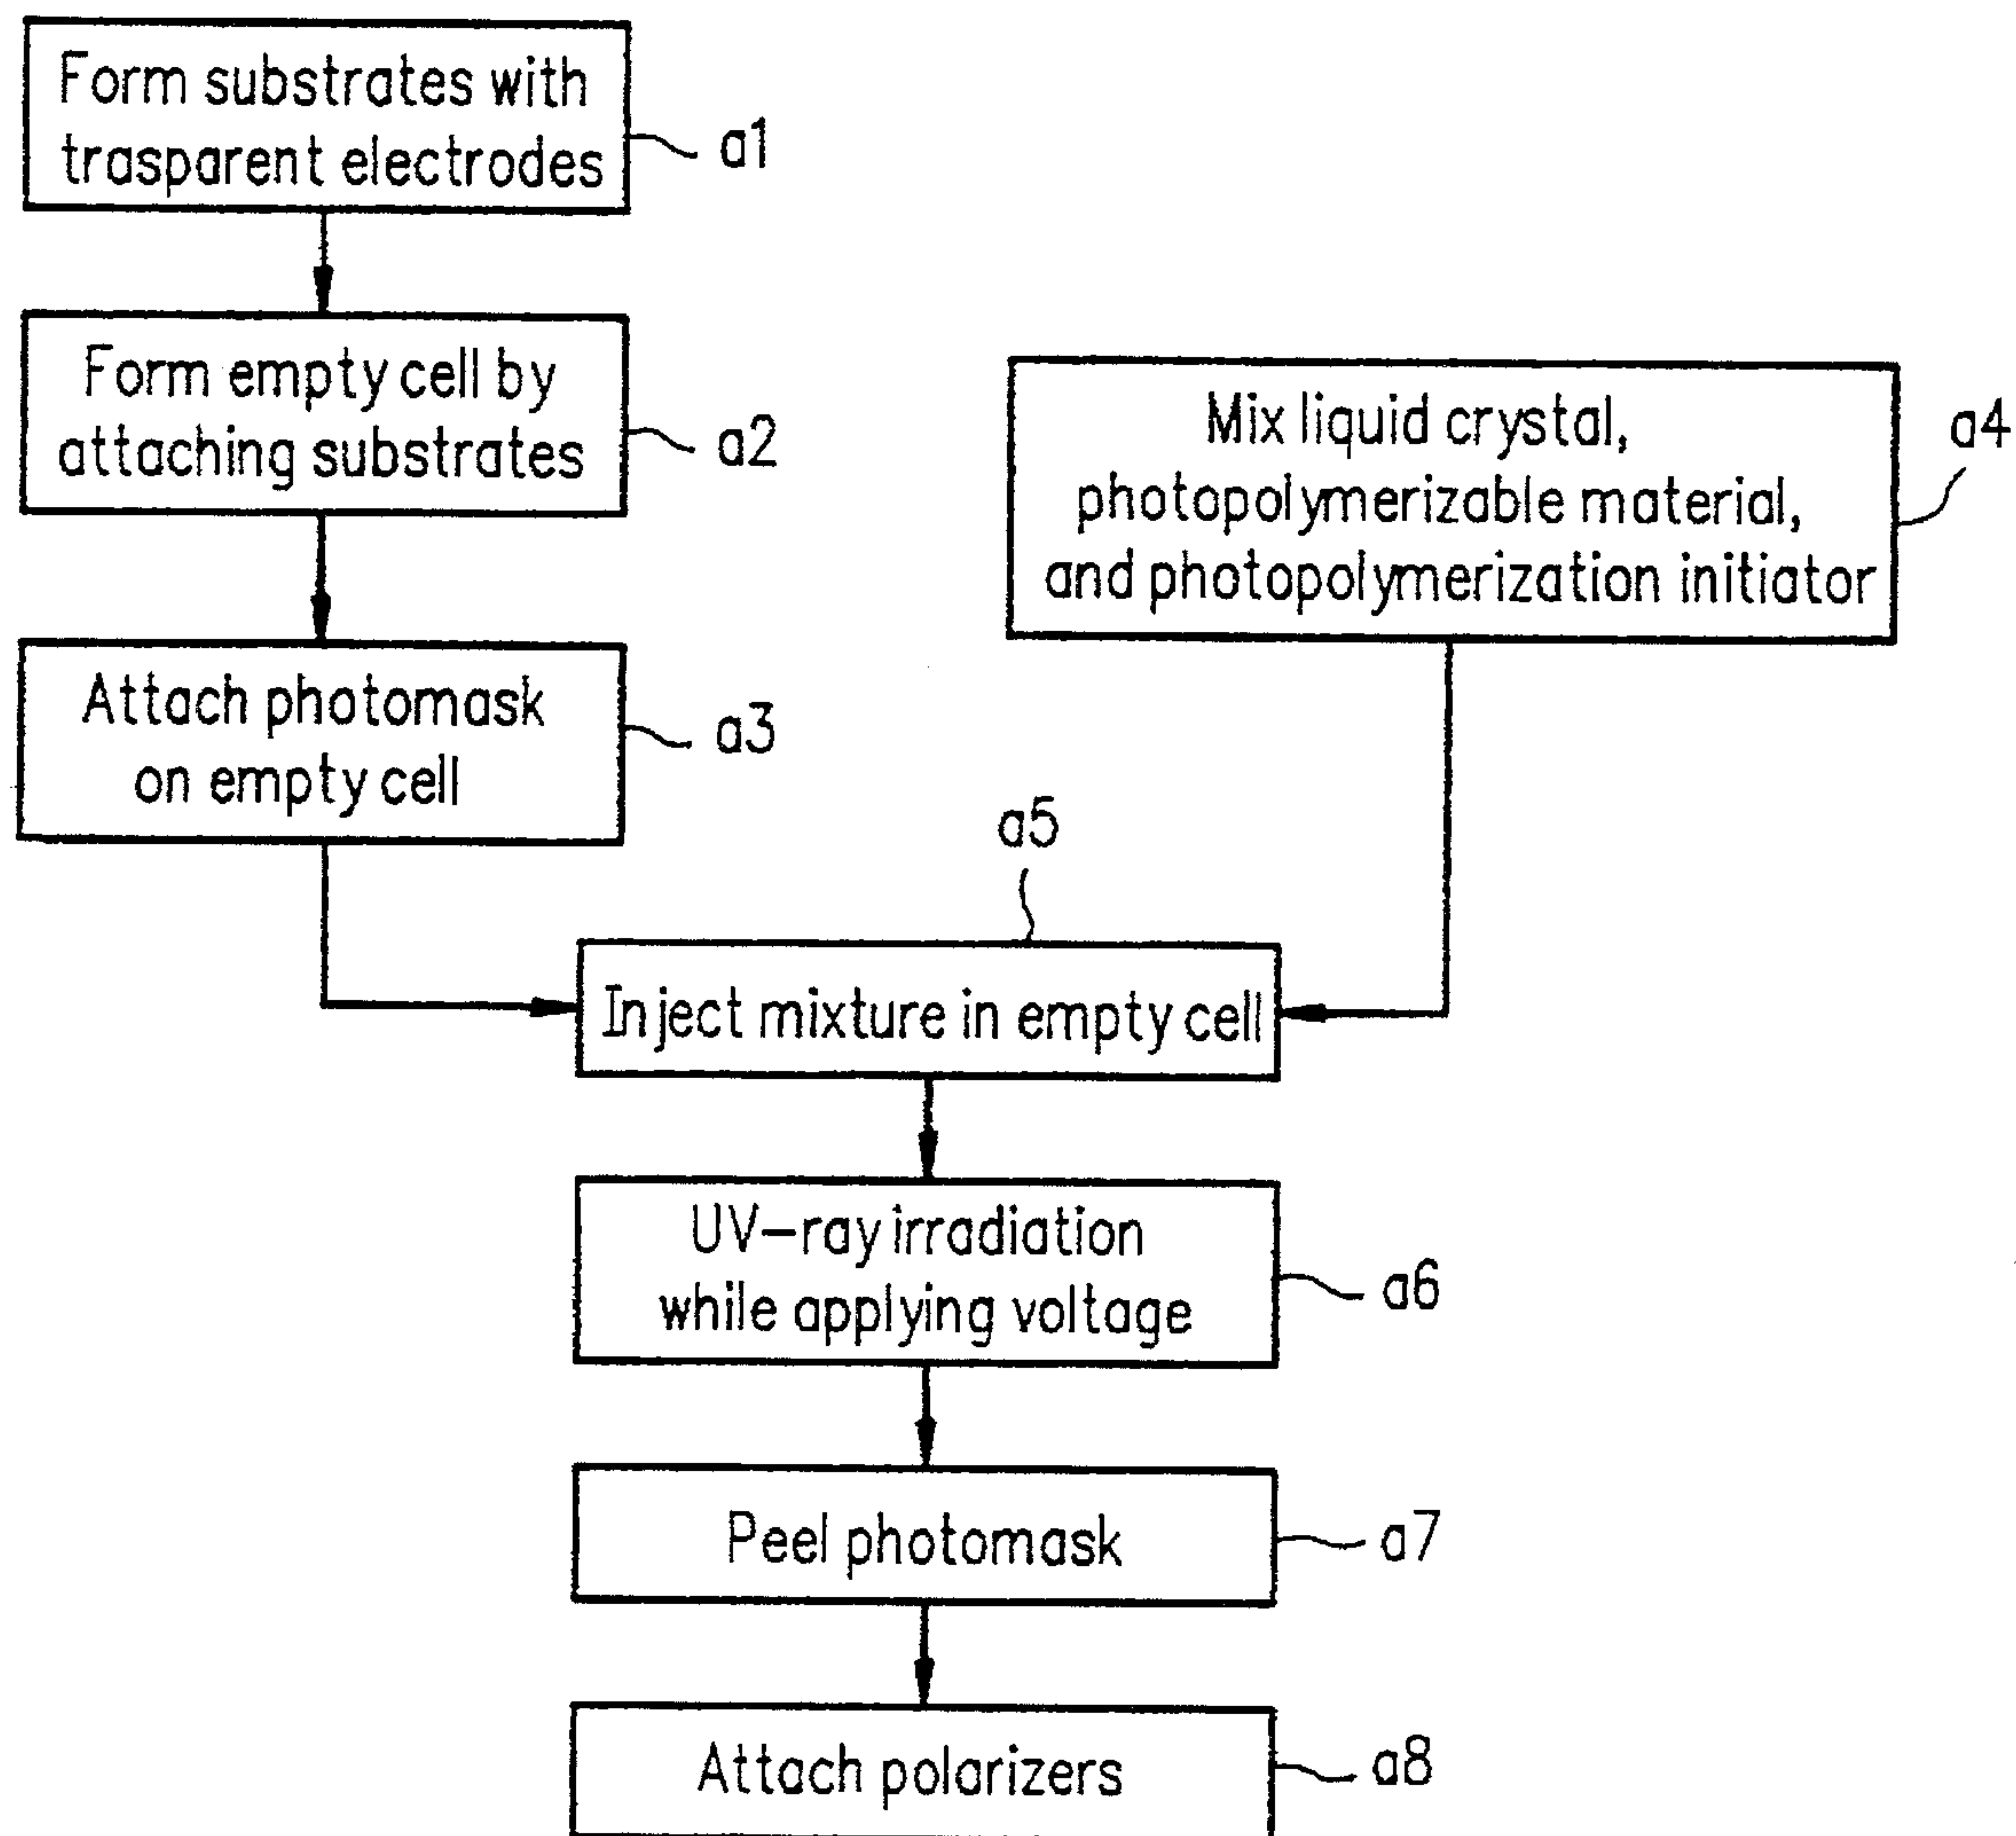 Form substrates with
trasparent electrodes
a1
Form empty cell by
attaching substrates
a2
Attach photomask
on empty cell
a3
Mix liquid crystal,
photopolymerizable material,
and photopolymerization initiator
a4
a5
Inject mixture in empty cell
UV-ray irradiation
while applying voltage
a6
Peel photomask
a7
Attach polarizers
a8